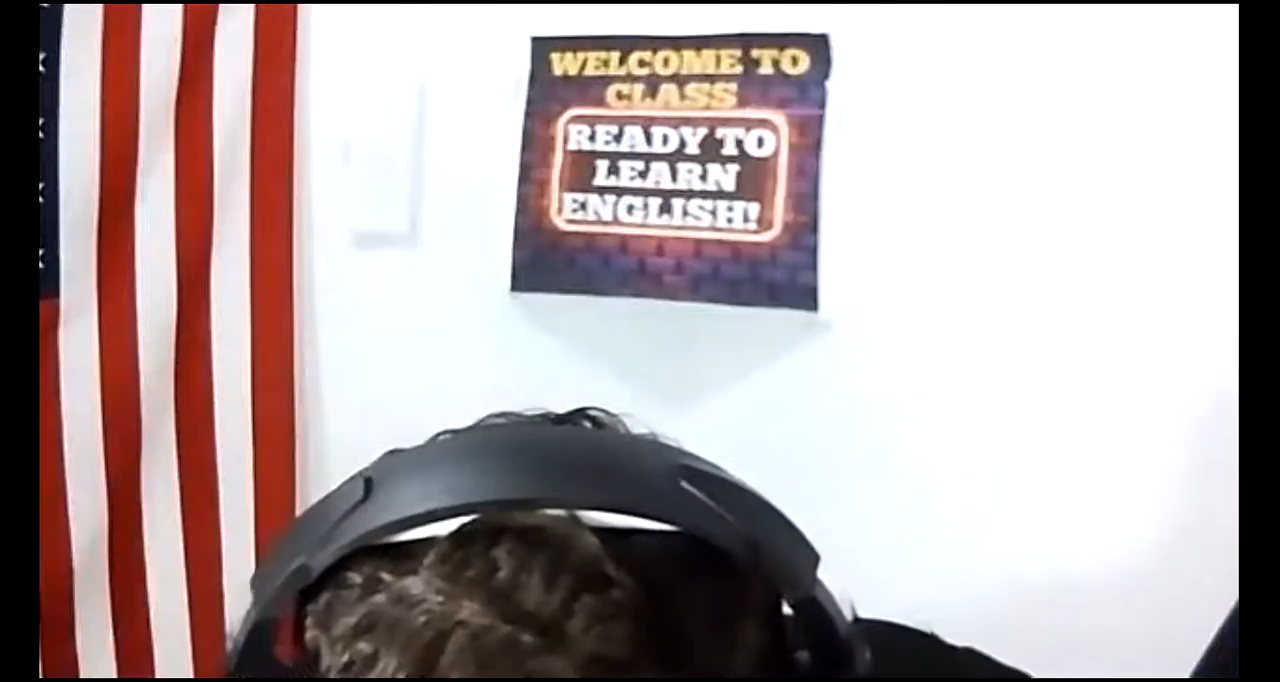 WELCOME TO
CLASS
READY TO
LEARN
ENGLISH!